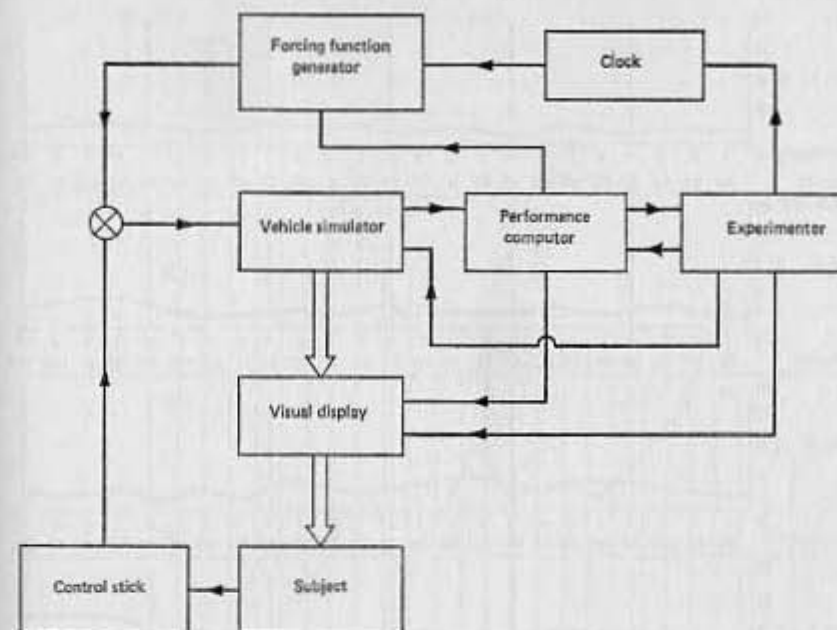 Forcing function
generator
Clock
Vehicle simulator
Performance
computor
Experimenter
Visual display
Control stick
Subject